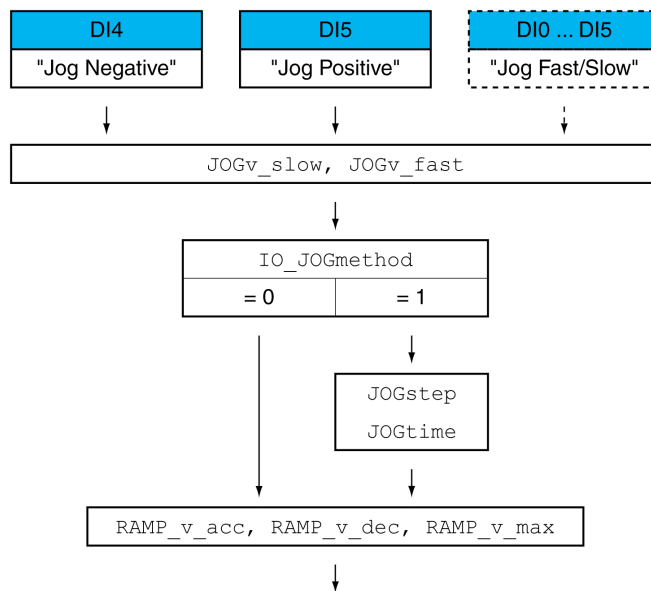 DI4
DI5
DI0 ... DI5
"Jog Negative"
"Jog Positive"
"Jog Fast/Slow"
JOGv_slow, JOGv_fast
IO_JOGmethod
= 0
= 1
JOGstep
JOGtime
RAMP_v_acc, RAMP_v_dec, RAMP_v_max